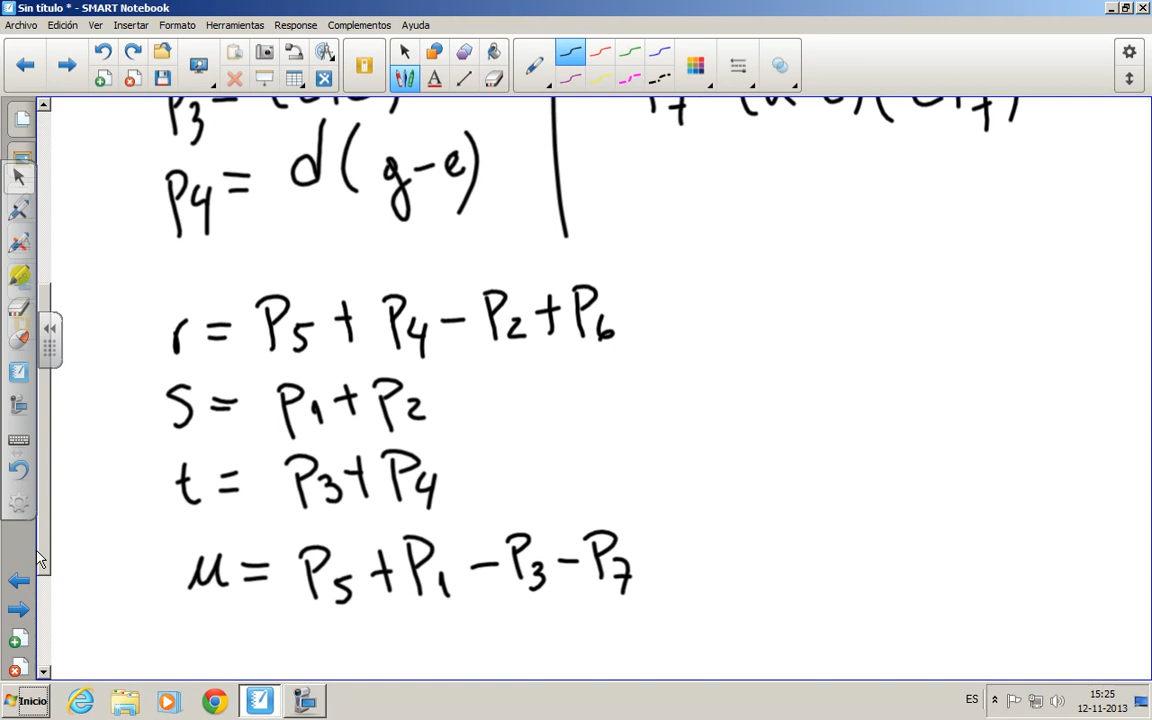 Sin título * - SMART Notebook
Archivo Edición Ver Insertar Formato Herramientas Response Complementos Ayuda
P4 = d(g-e)
r = P5 + P4 - P2 + P6
S = P1 + P2
t = P3 + P4
u = P5 + P1 - P3 - P7
Inicio
ES
15:25
12-11-2013